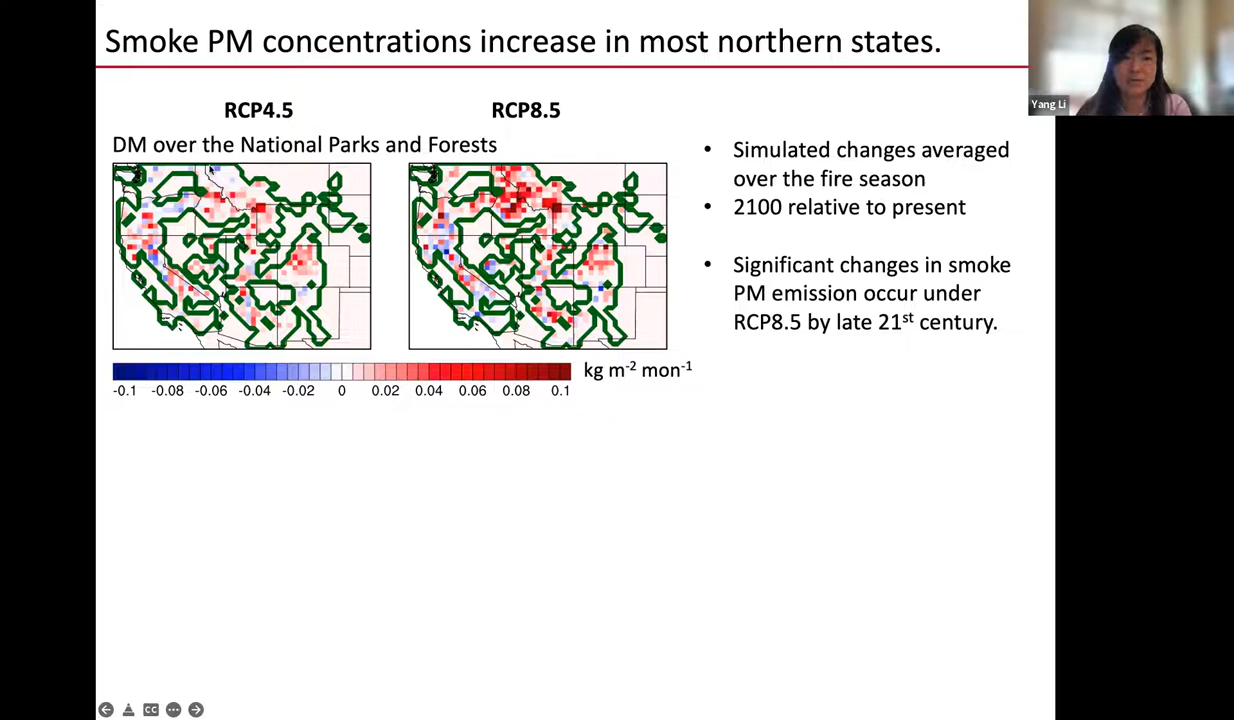 Smoke PM concentrations increase in most northern states.
Yang Li
RCP4.5
RCP8.5
DM over the National Parks and Forests
• Simulated changes averaged
over the fire season
• 2100 relative to present
• Significant changes in smoke
PM emission occur under
RCP8.5 by late 21st century.
kg m-2 mon-1
-0.1 -0.08 -0.06 -0.04 -0.02 0 0.02 0.04 0.06 0.08 0.1
CC